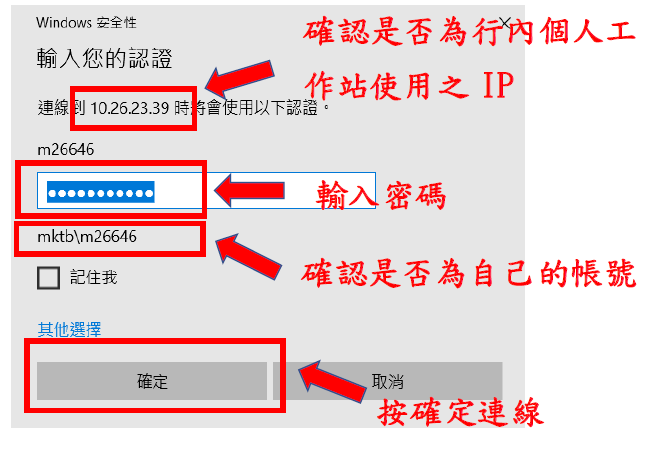 Windows 安全性
確認是否為行內個人工
作站使用之 IP
輸入您的認證
連線到 10.26.23.39 時將會使用以下認證。
m26646
●●●●●●●●●●●
輸入密碼
mktb\m26646
確認是否為自己的帳號
記住我
其他選擇
確定
取消
按確定連線